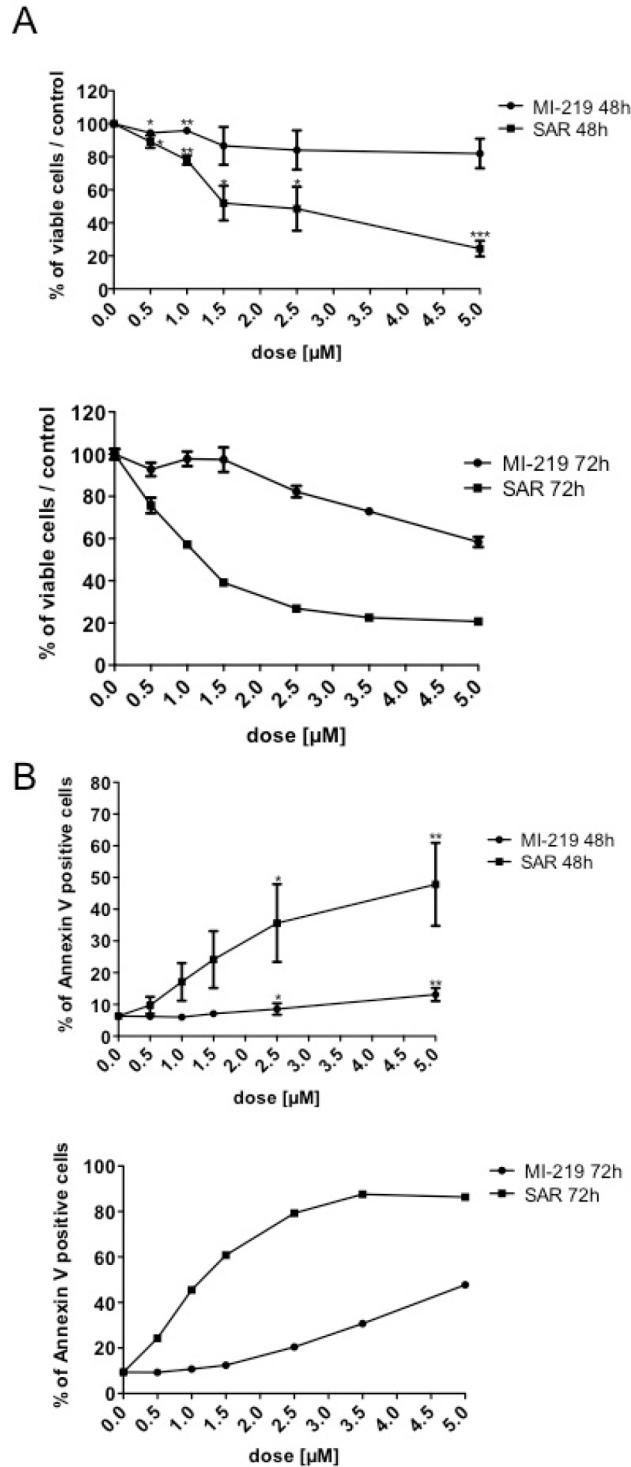 A
% of viable cells / control
120
100
80
60
40
20
0
* ** * ** * * ***
MI-219 48h
SAR 48h
0.0 0.5 1.0 1.5 2.0 2.5 3.0 3.5 4.0 4.5 5.0
dose [µM]
% of viable cells / control
120
100
80
60
40
20
0
MI-219 72h
SAR 72h
0.0 0.5 1.0 1.5 2.0 2.5 3.0 3.5 4.0 4.5 5.0
dose [µM]
B
% of Annexin V positive cells
80
70
60
50
40
30
20
10
0
* ** * **
MI-219 48h
SAR 48h
0.0 0.5 1.0 1.5 2.0 2.5 3.0 3.5 4.0 4.5 5.0
dose [µM]
% of Annexin V positive cells
100
80
60
40
20
0
MI-219 72h
SAR 72h
0.0 0.5 1.0 1.5 2.0 2.5 3.0 3.5 4.0 4.5 5.0
dose [µM]